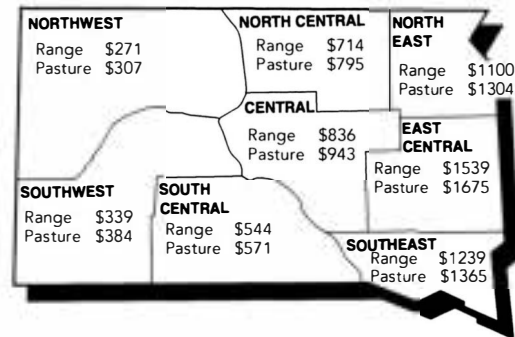 NORTHWEST
Range $271
Pasture $307
NORTH CENTRAL
Range $714
Pasture $795
NORTH
EAST
Range $1100
Pasture $1304
CENTRAL
Range $836
Pasture $943
EAST
CENTRAL
Range $1539
Pasture $1675
SOUTHWEST
Range $339
Pasture $384
SOUTH
CENTRAL
Range $544
Pasture $571
SOUTHEAST
Range $1239
Pasture $1365